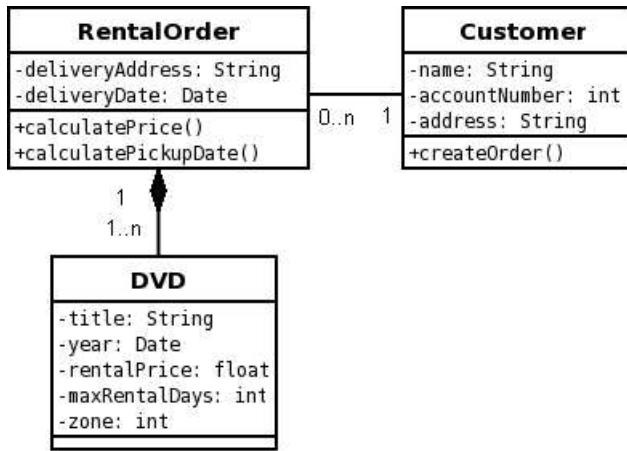 RentalOrder
-deliveryAddress: String
-deliveryDate: Date
+calculatePrice()
+calculatePickupDate()
0..n 1
Customer
-name: String
-accountNumber: int
-address: String
+createOrder()
1
1..n
DVD
-title: String
-year: Date
-rentalPrice: float
-maxRentalDays: int
-zone: int